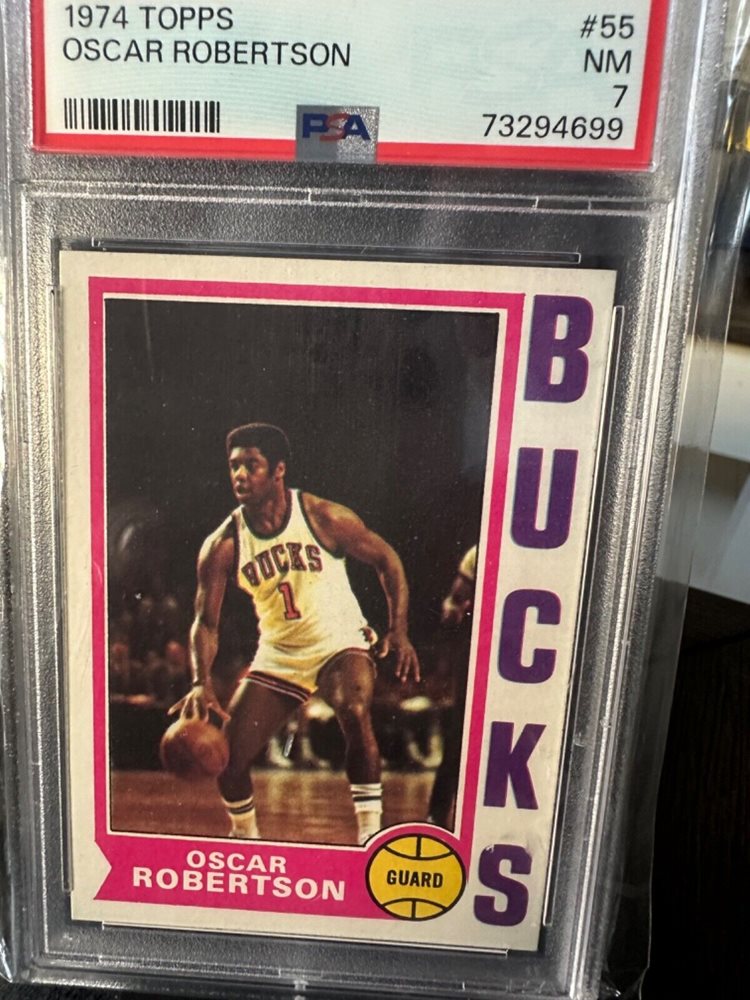 1974 TOPPS #55
OSCAR ROBERTSON NM
7
PSA 73294699
BUCKS
BUCKS
1
OSCAR
ROBERTSON
GUARD